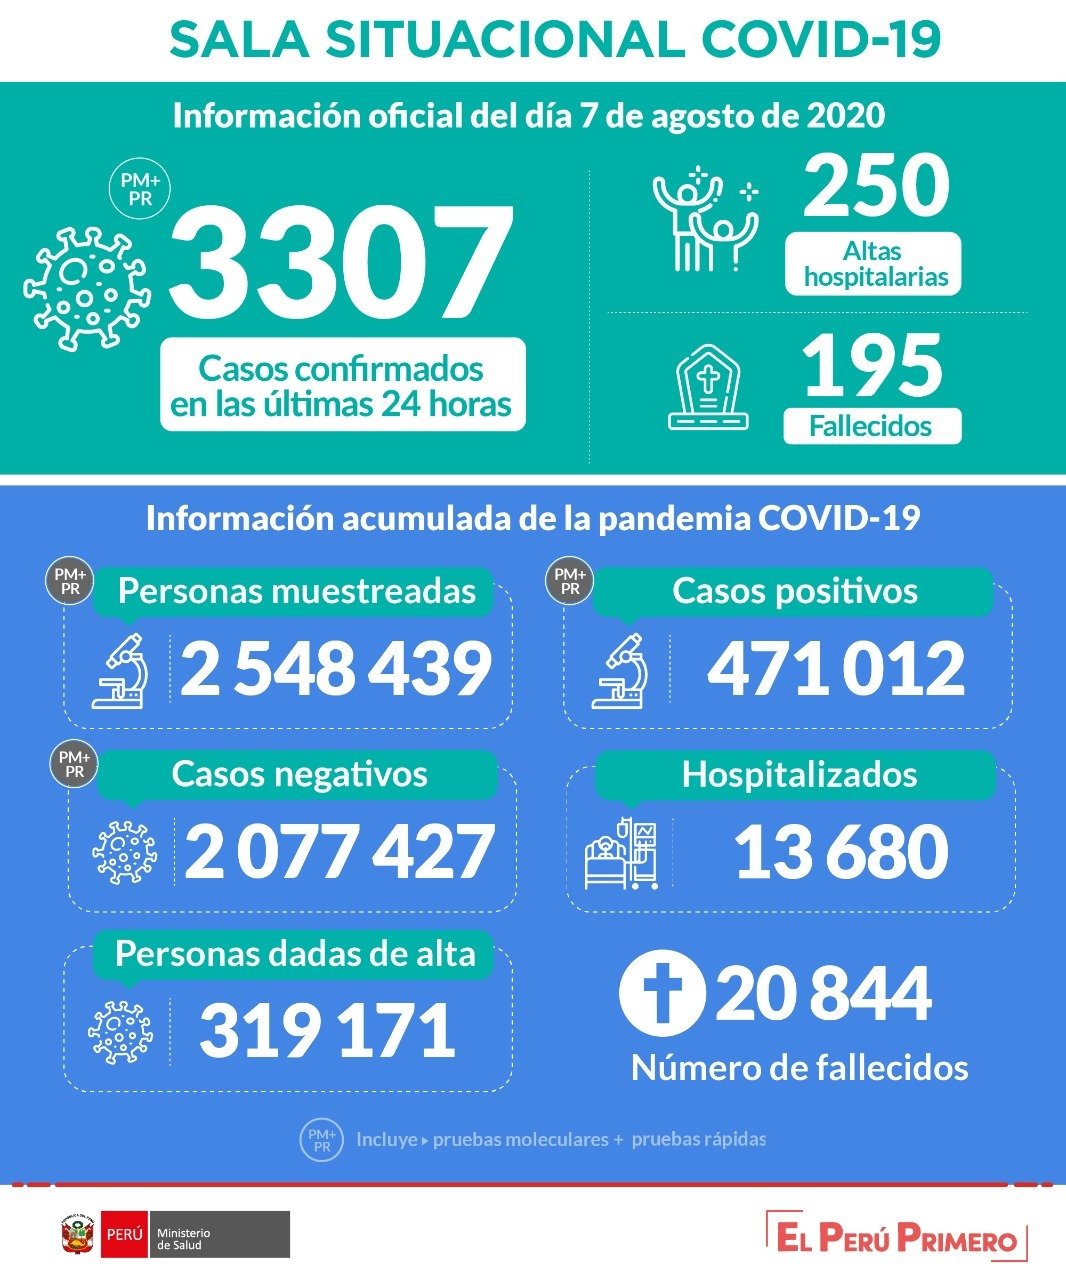 SALA SITUACIONAL COVID-19
Información oficial del día 7 de agosto de 2020
PM+
PR
3307
Casos confirmados
en las últimas 24 horas
250
Altas
hospitalarias
195
Fallecidos
Información acumulada de la pandemia COVID-19
PM+
PR
Personas muestreadas
2 548 439
PM+
PR
Casos positivos
471 012
PM+
PR
Casos negativos
2 077 427
Hospitalizados
13 680
Personas dadas de alta
319 171
20 844
Número de fallecidos
PM+
PR
Incluye ▸ pruebas moleculares + pruebas rápidas
PERÚ
Ministerio
de Salud
EL PERÚ PRIMERO